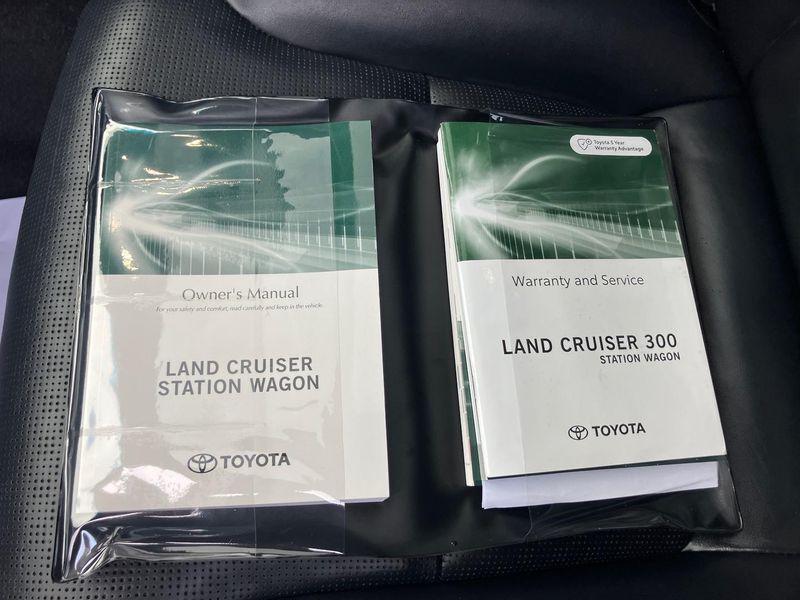 Owner's Manual
For your safety and comfort, read carefully and keep in the vehicle.
LAND CRUISER
STATION WAGON
TOYOTA
Toyota 5 Year
Warranty Advantage
Warranty and Service
LAND CRUISER 300
STATION WAGON
TOYOTA